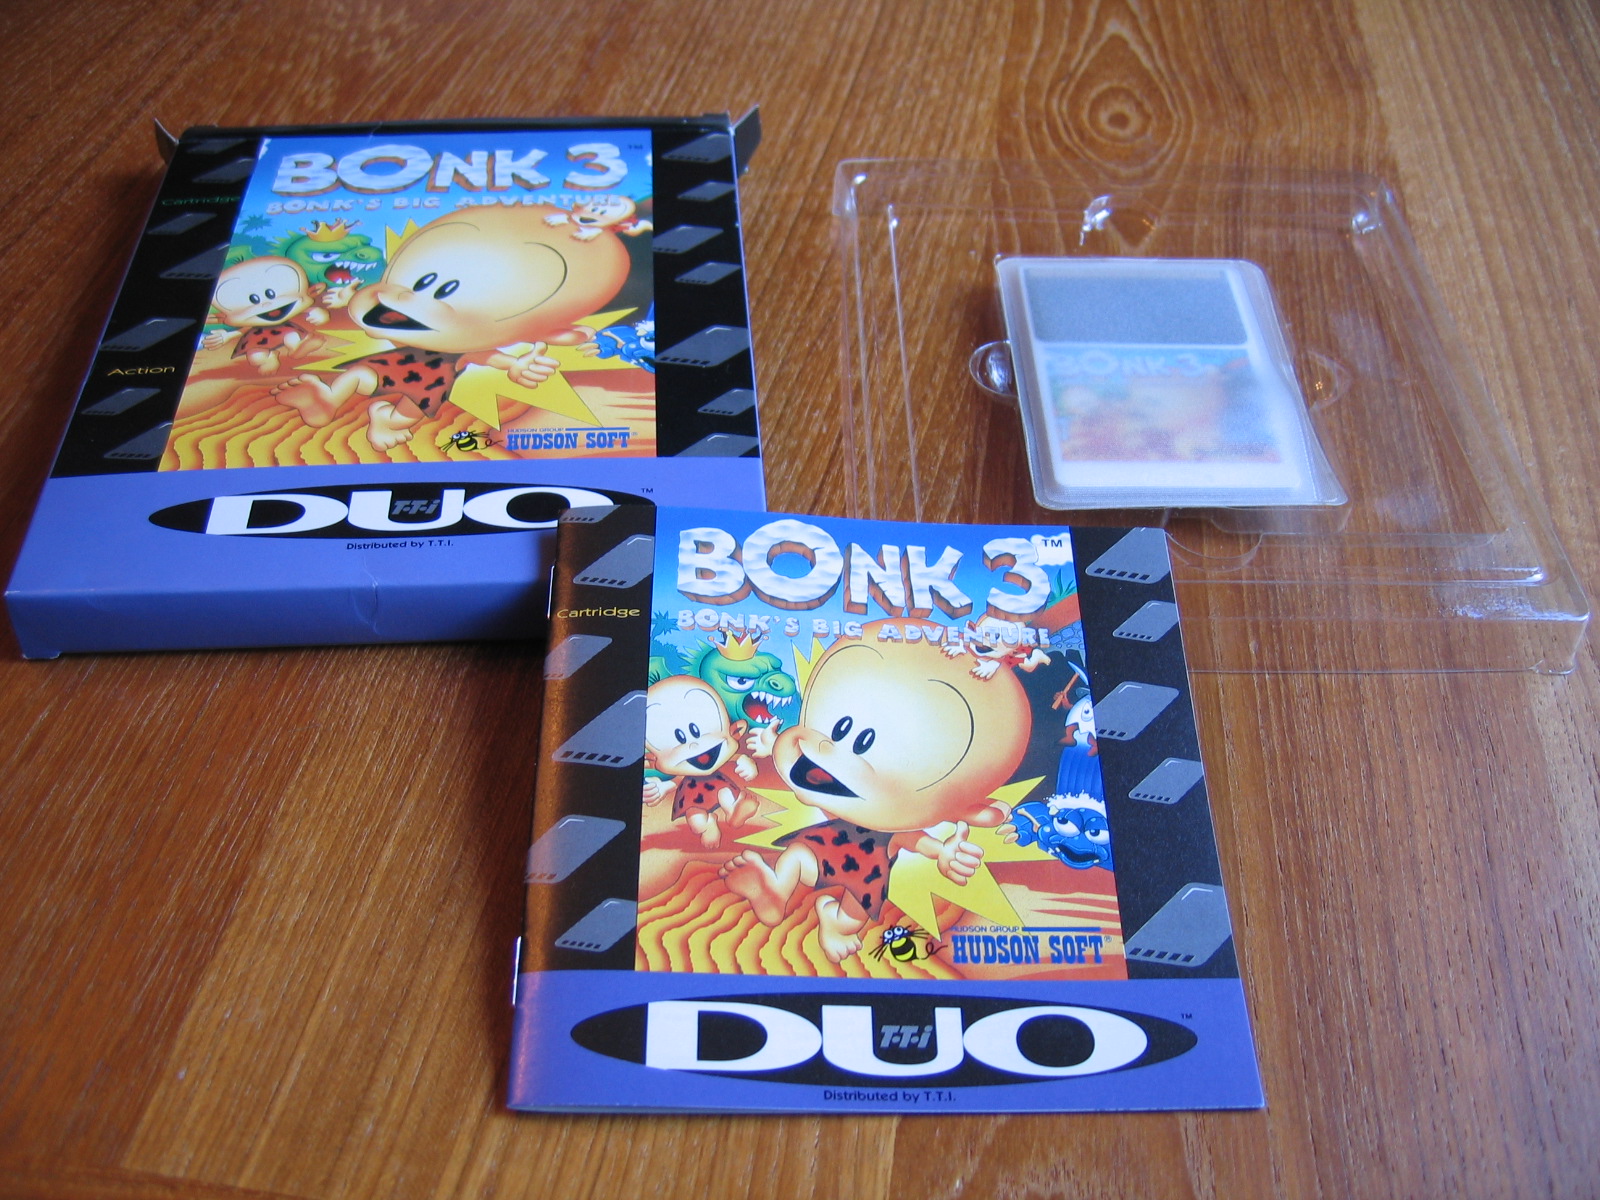 BONK 3 ™
BONK'S BIG ADVENTURE
Cartridge
Action
HUDSON GROUP
HUDSON SOFT®
DUO ™
T·T·i
Distributed by T.T.I.
BONK 3
BONK 3 ™
BONK'S BIG ADVENTURE
Cartridge
HUDSON GROUP
HUDSON SOFT®
DUO ™
T·T·i
Distributed by T.T.I.